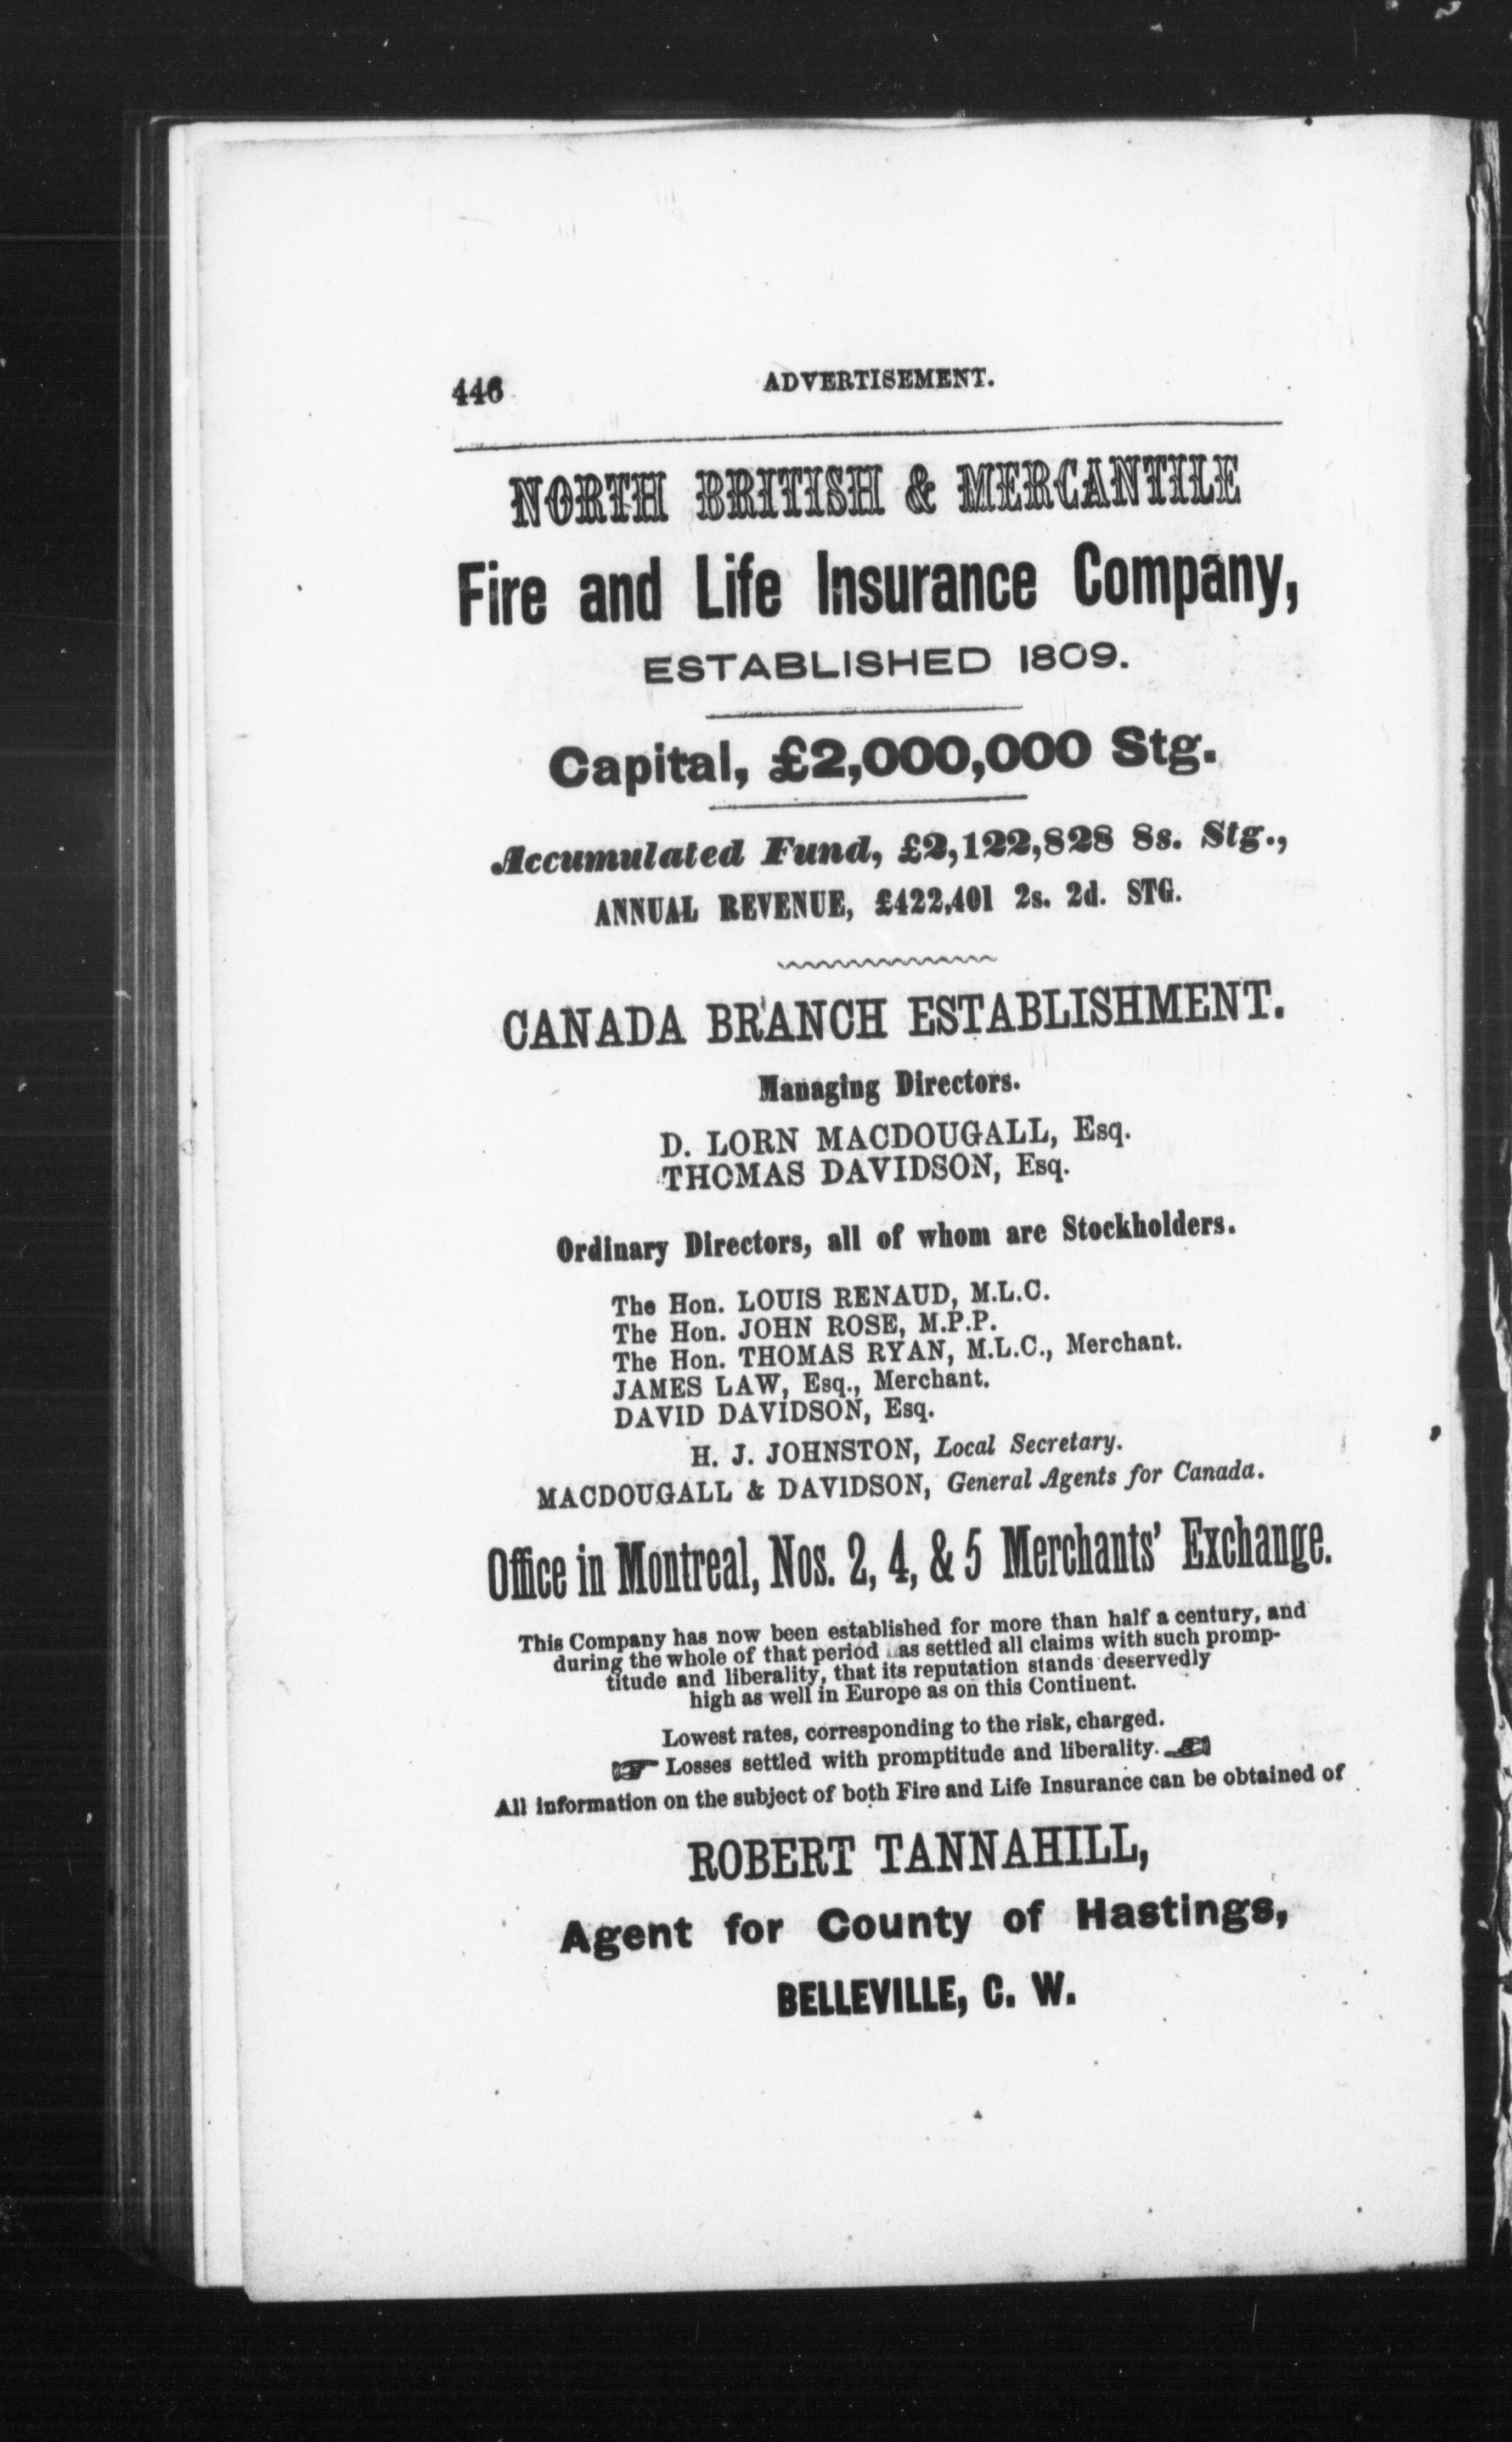 446 ADVERTISEMENT.
NORTH BRITISH & MERCANTILE
Fire and Life Insurance Company,
ESTABLISHED 1809.
Capital, £2,000,000 Stg.
Accumulated Fund, £2,122,828 8s. Stg.,
ANNUAL REVENUE, £422,401 2s. 2d. STG.
CANADA BRANCH ESTABLISHMENT.
Managing Directors.
D. LORN MACDOUGALL, Esq.
THOMAS DAVIDSON, Esq.
Ordinary Directors, all of whom are Stockholders.
The Hon. LOUIS RENAUD, M.L.C.
The Hon. JOHN ROSE, M.P.P.
The Hon. THOMAS RYAN, M.L.C., Merchant.
JAMES LAW, Esq., Merchant.
DAVID DAVIDSON, Esq.
H. J. JOHNSTON, Local Secretary.
MACDOUGALL & DAVIDSON, General Agents for Canada.
Office in Montreal, Nos. 2, 4, & 5 Merchants' Exchange.
This Company has now been established for more than half a century, and
during the whole of that period as settled all claims with such promp-
titude and liberality, that its reputation stands deservedly
high as well in Europe as on this Continent.
Lowest rates, corresponding to the risk, charged.
☞ Losses settled with promptitude and liberality. ☜
All information on the subject of both Fire and Life Insurance can be obtained of
ROBERT TANNAHILL,
Agent for County of Hastings,
BELLEVILLE, C. W.